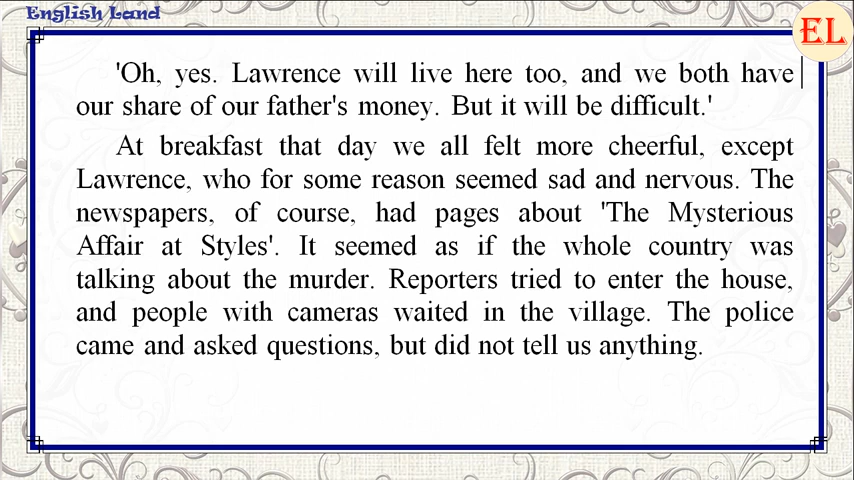 English Land
EL
'Oh, yes. Lawrence will live here too, and we both have
our share of our father's money. But it will be difficult.'
At breakfast that day we all felt more cheerful, except
Lawrence, who for some reason seemed sad and nervous. The
newspapers, of course, had pages about 'The Mysterious
Affair at Styles'. It seemed as if the whole country was
talking about the murder. Reporters tried to enter the house,
and people with cameras waited in the village. The police
came and asked questions, but did not tell us anything.